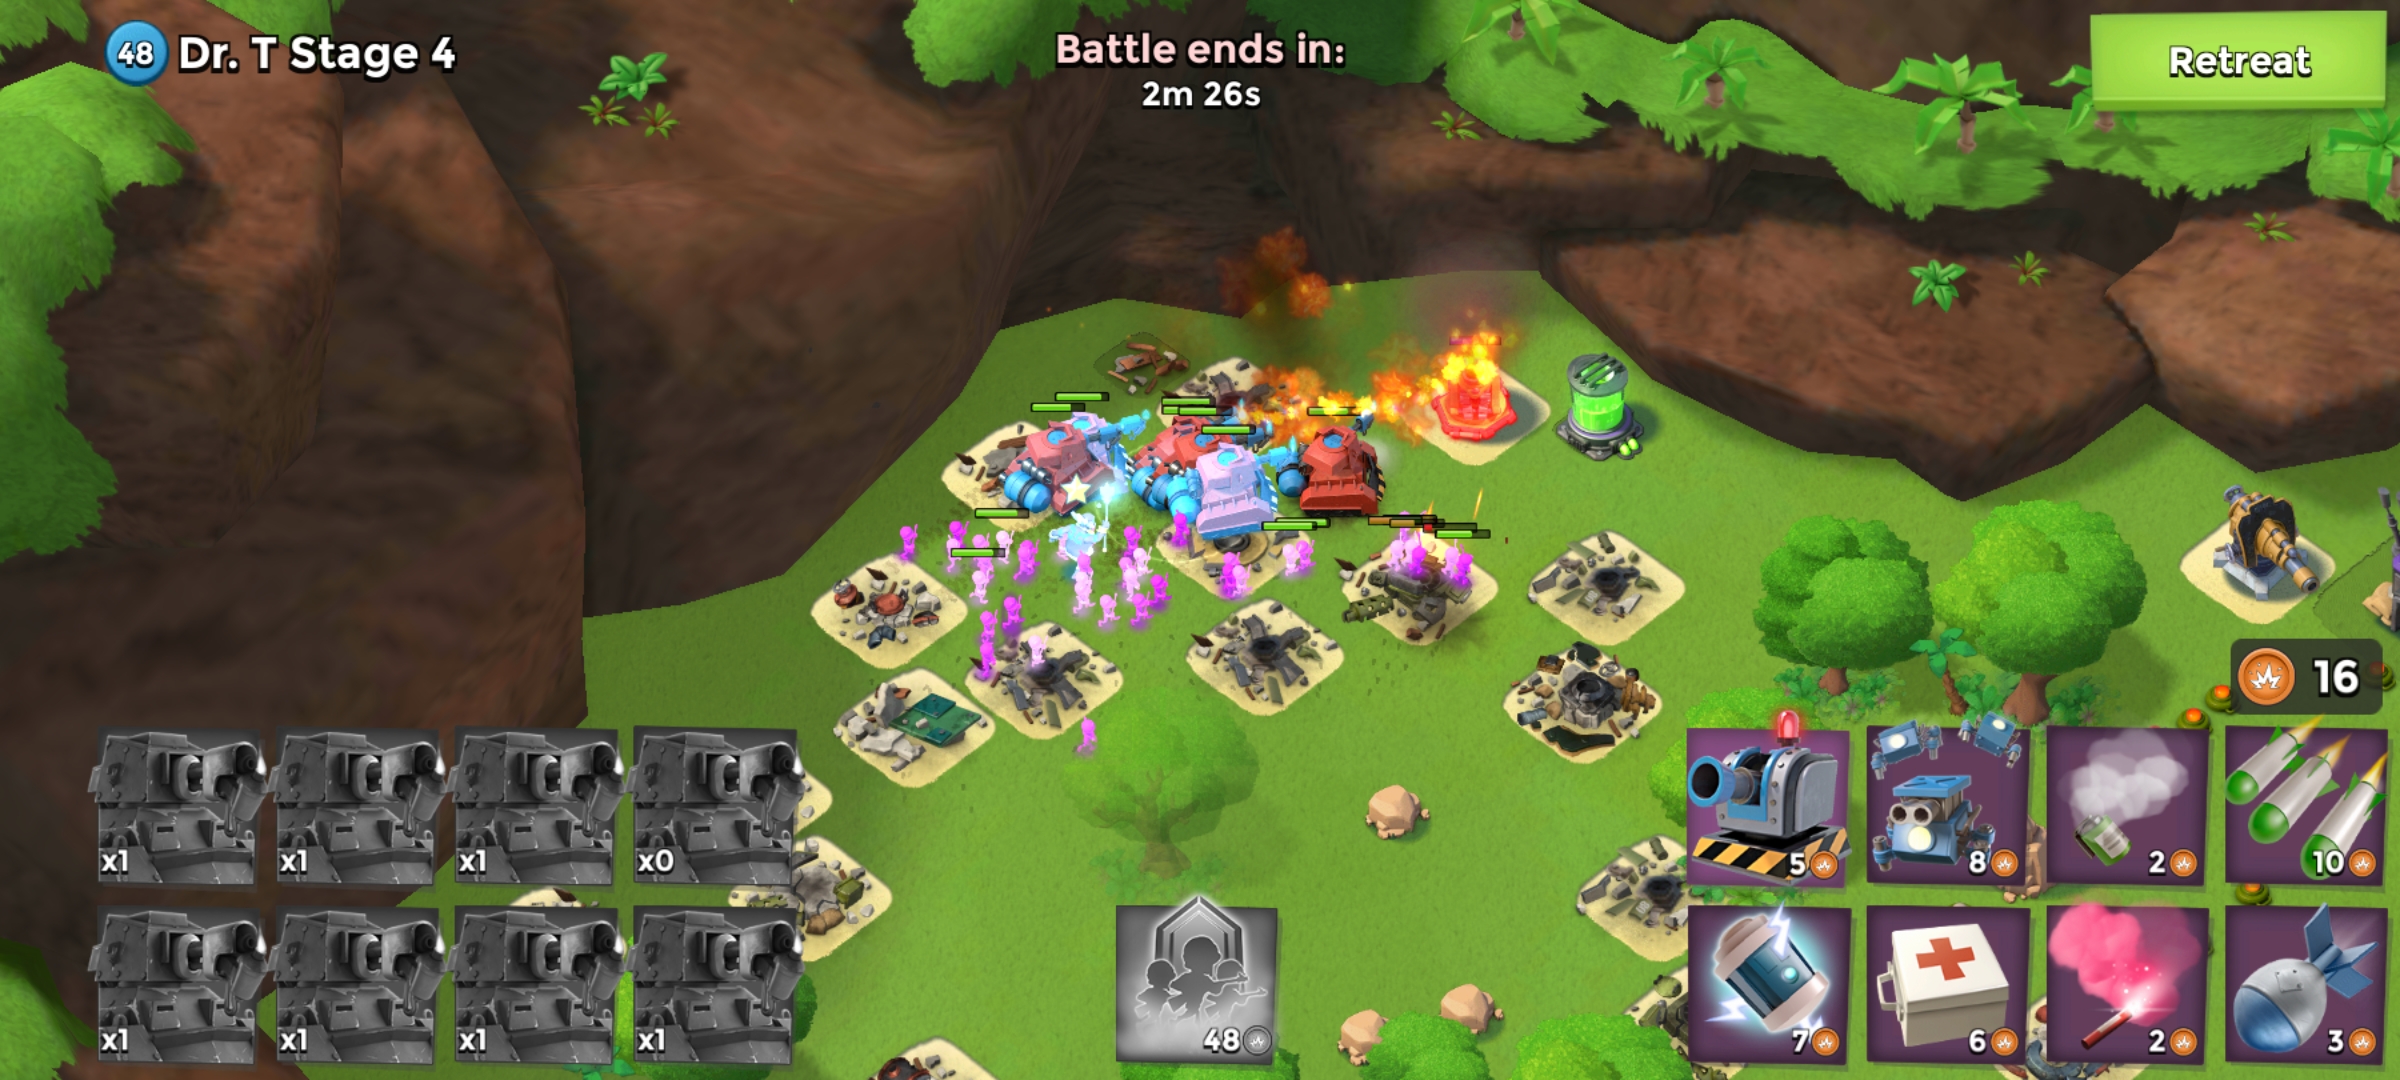 48 Dr. T Stage 4
Battle ends in:
2m 26s
Retreat
16
x1 x1 x1 x0
5 8 2 10
x1 x1 x1 x1
48
7 6 2 3